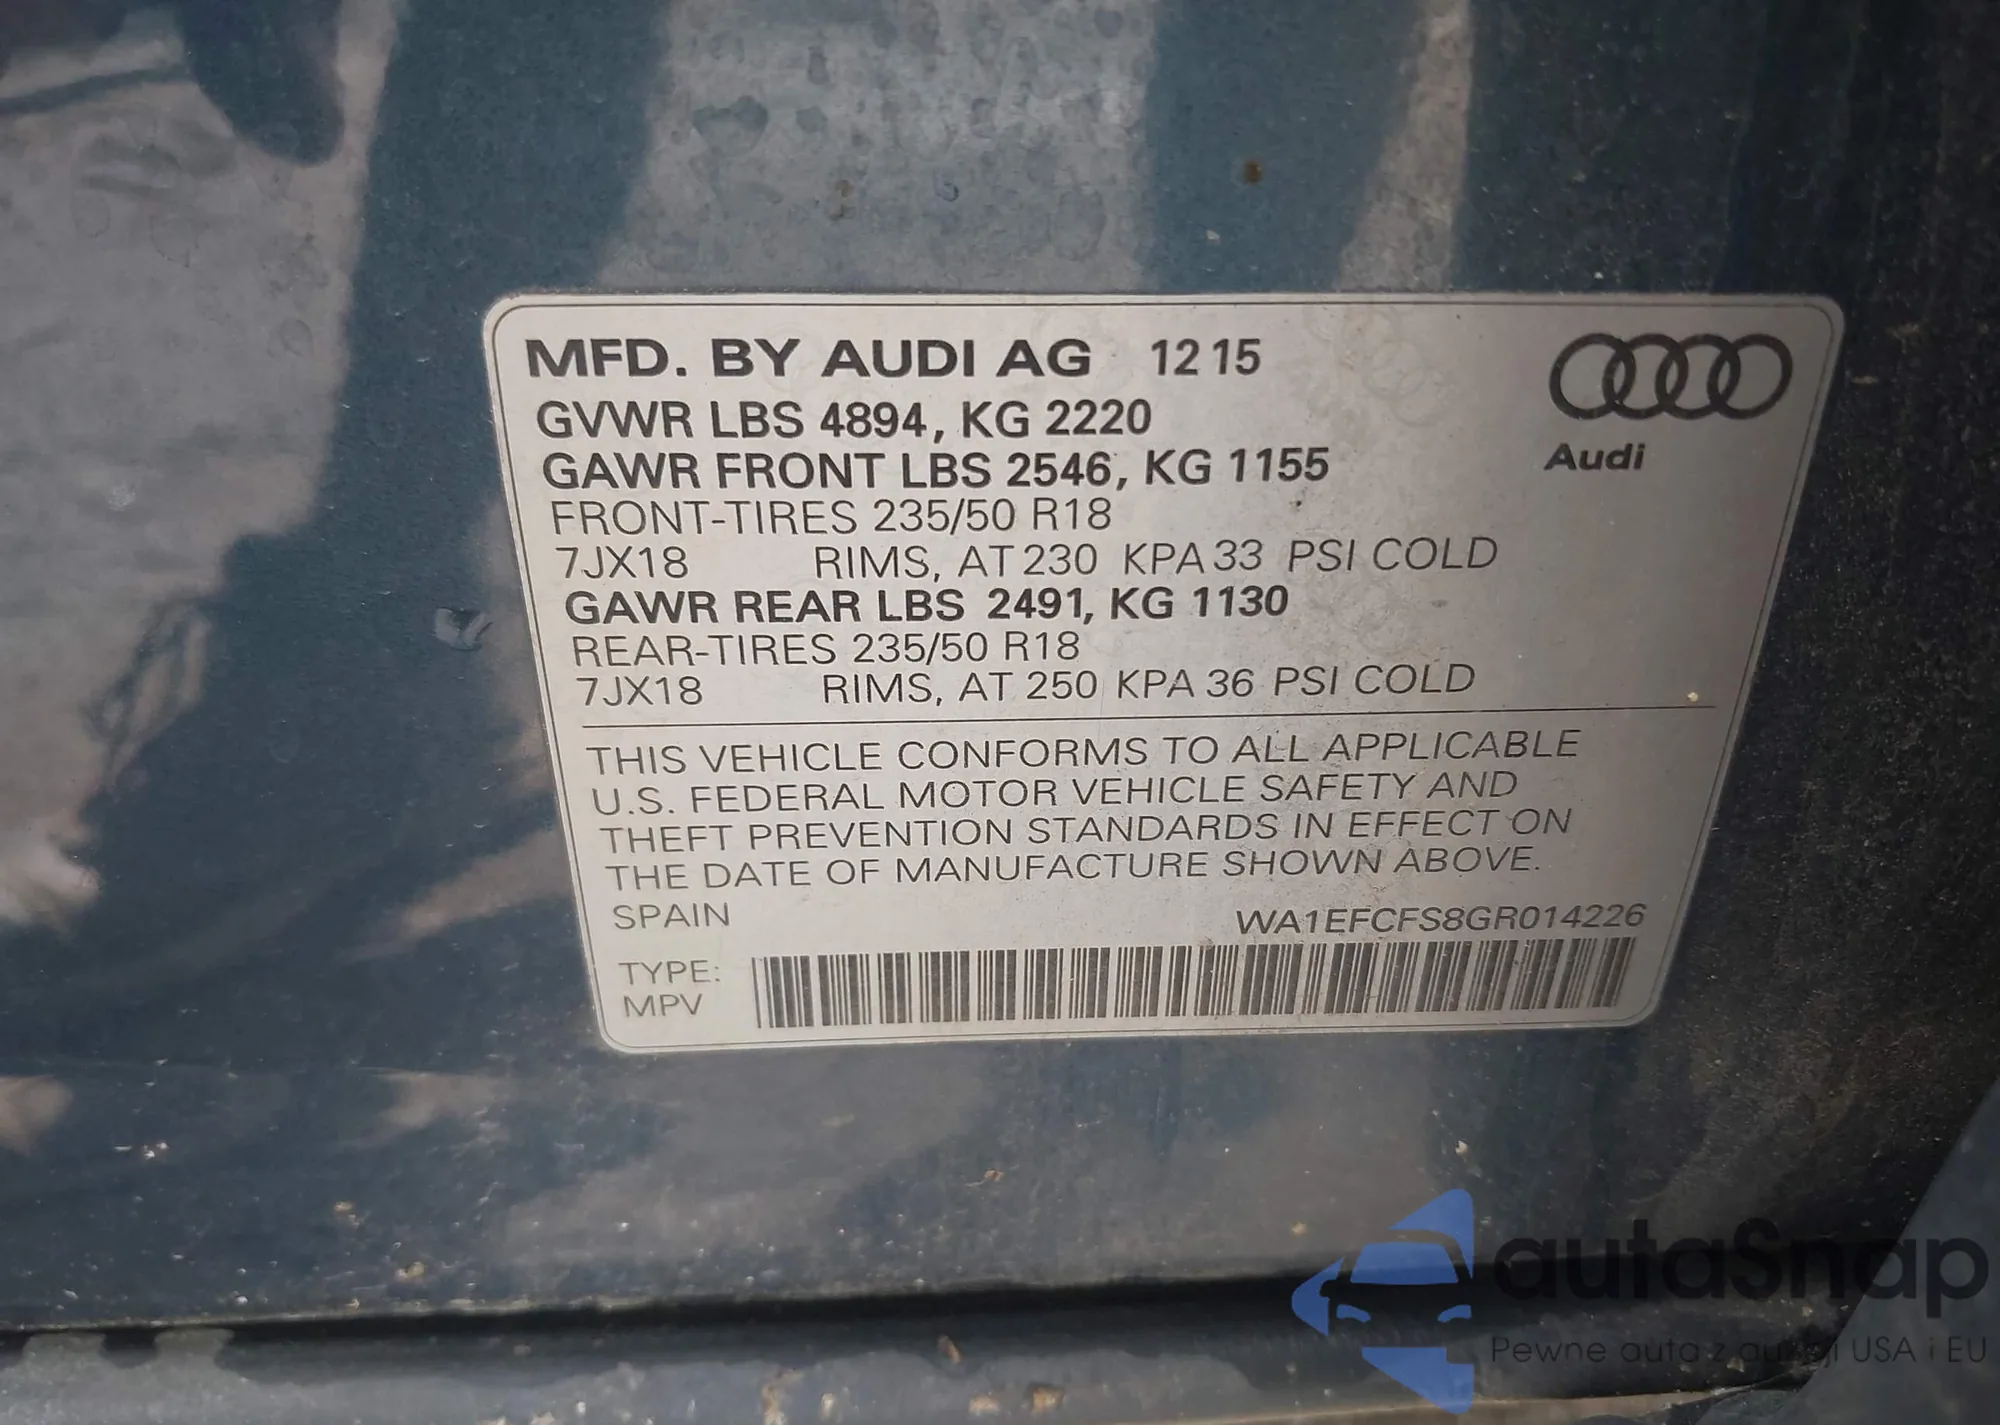 MFD. BY AUDI AG 12 15
GVWR LBS 4894, KG 2220
GAWR FRONT LBS 2546, KG 1155
Audi
FRONT-TIRES 235/50 R18
7JX18 RIMS, AT 230 KPA 33 PSI COLD
GAWR REAR LBS 2491, KG 1130
REAR-TIRES 235/50 R18
7JX18 RIMS, AT 250 KPA 36 PSI COLD
THIS VEHICLE CONFORMS TO ALL APPLICABLE
U.S. FEDERAL MOTOR VEHICLE SAFETY AND
THEFT PREVENTION STANDARDS IN EFFECT ON
THE DATE OF MANUFACTURE SHOWN ABOVE.
SPAIN WA1EFCFS8GR014226
TYPE:
MPV
autaSnap
Pewne auta z aukcji USA i EU